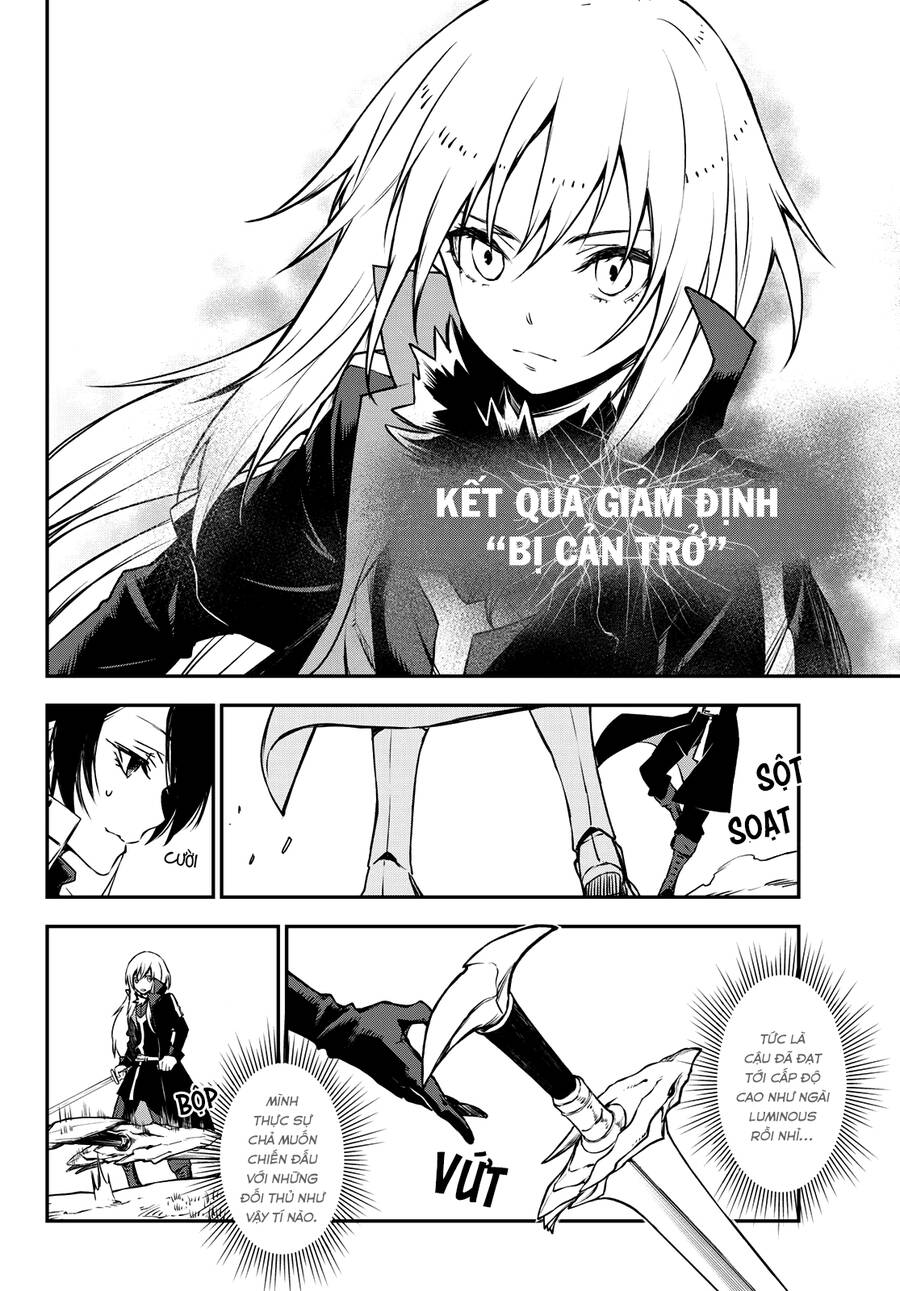 KẾT QUẢ GIÁM ĐỊNH
“BỊ CẢN TRỞ”
SỘT
SOẠT
CƯỜI
TỨC LÀ
CẬU ĐÃ ĐẠT
TỚI CẤP ĐỘ
CAO NHƯ NGÀI
LUMINOUS
RỒI NHỈ...
VỨT
MÌNH
THỰC SỰ
CHẢ MUỐN
CHIẾN ĐẤU
VỚI NHỮNG
ĐỐI THỦ NHƯ
VẬY TÍ NÀO.
BỘP